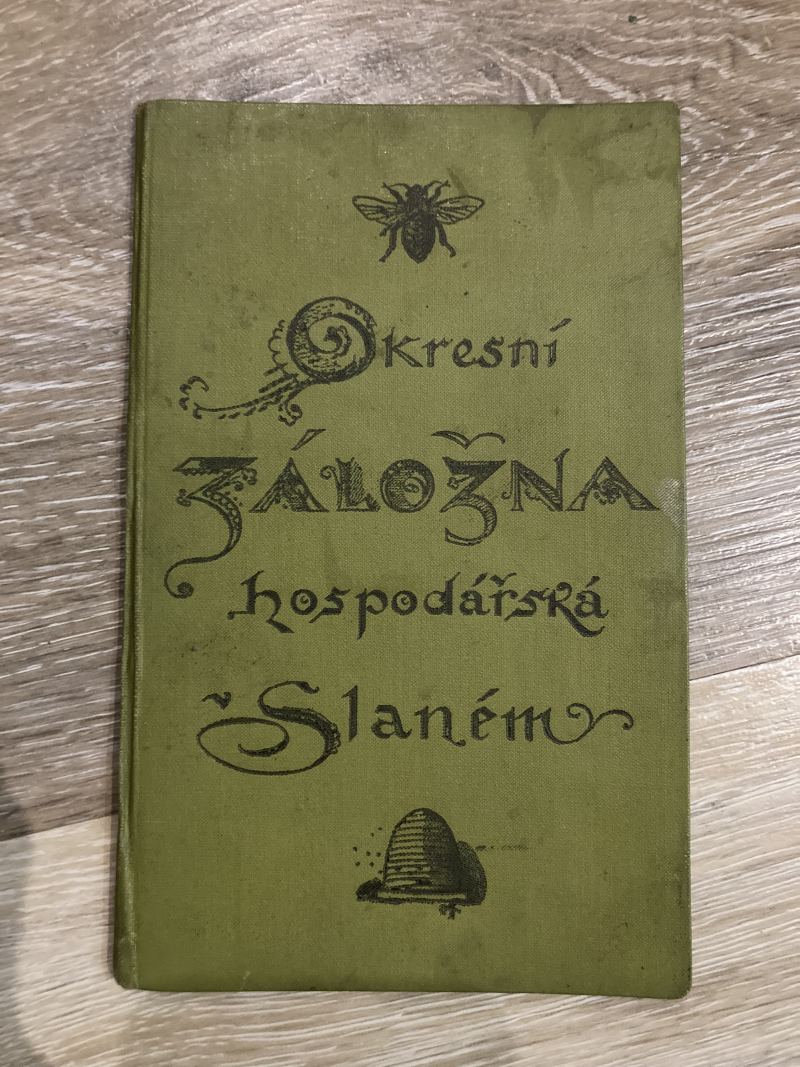 Okresní
ZÁLOŽNA
hospodářská
v Slaném